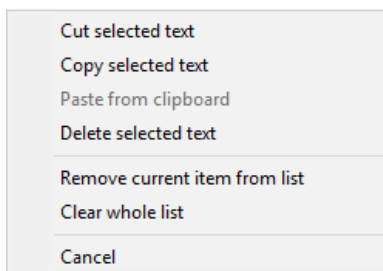 Cut selected text
Copy selected text
Paste from clipboard
Delete selected text
Remove current item from list
Clear whole list
Cancel